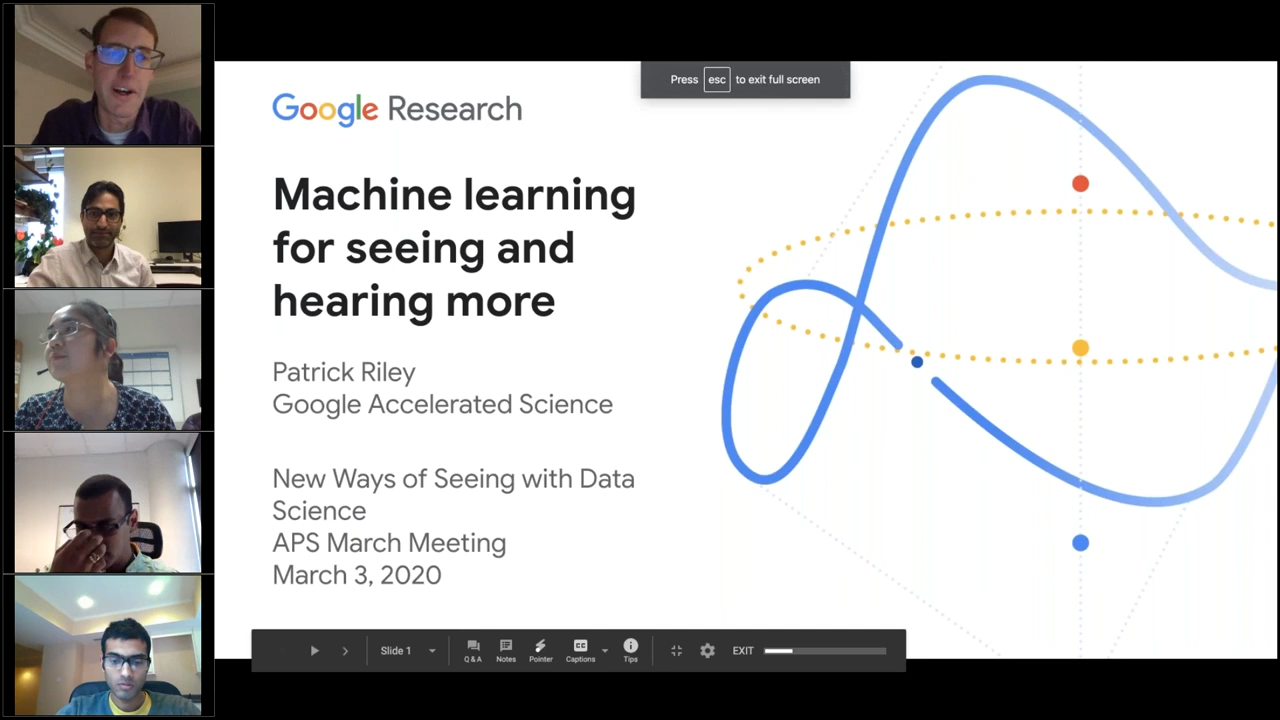 Press esc to exit full screen
Google Research
Machine learning
for seeing and
hearing more
Patrick Riley
Google Accelerated Science
New Ways of Seeing with Data
Science
APS March Meeting
March 3, 2020
Slide 1
Q & A
Notes
Pointer
CC
Captions
Tips
EXIT